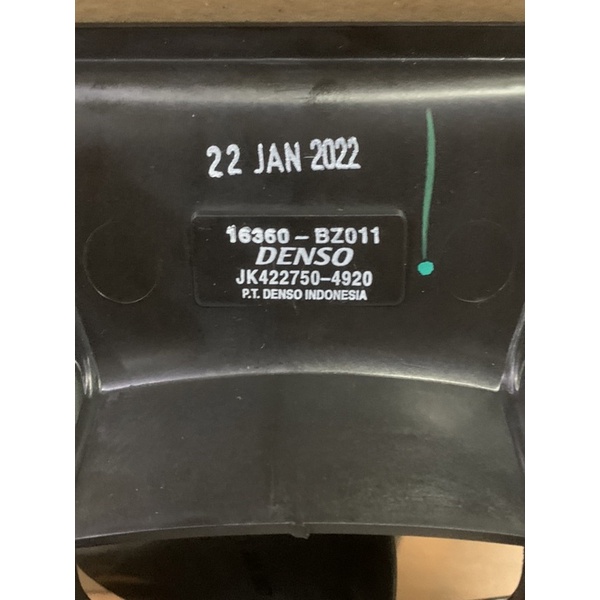 22 JAN 2022
16360-BZ011
DENSO
JK422750-4920
P.T. DENSO INDONESIA